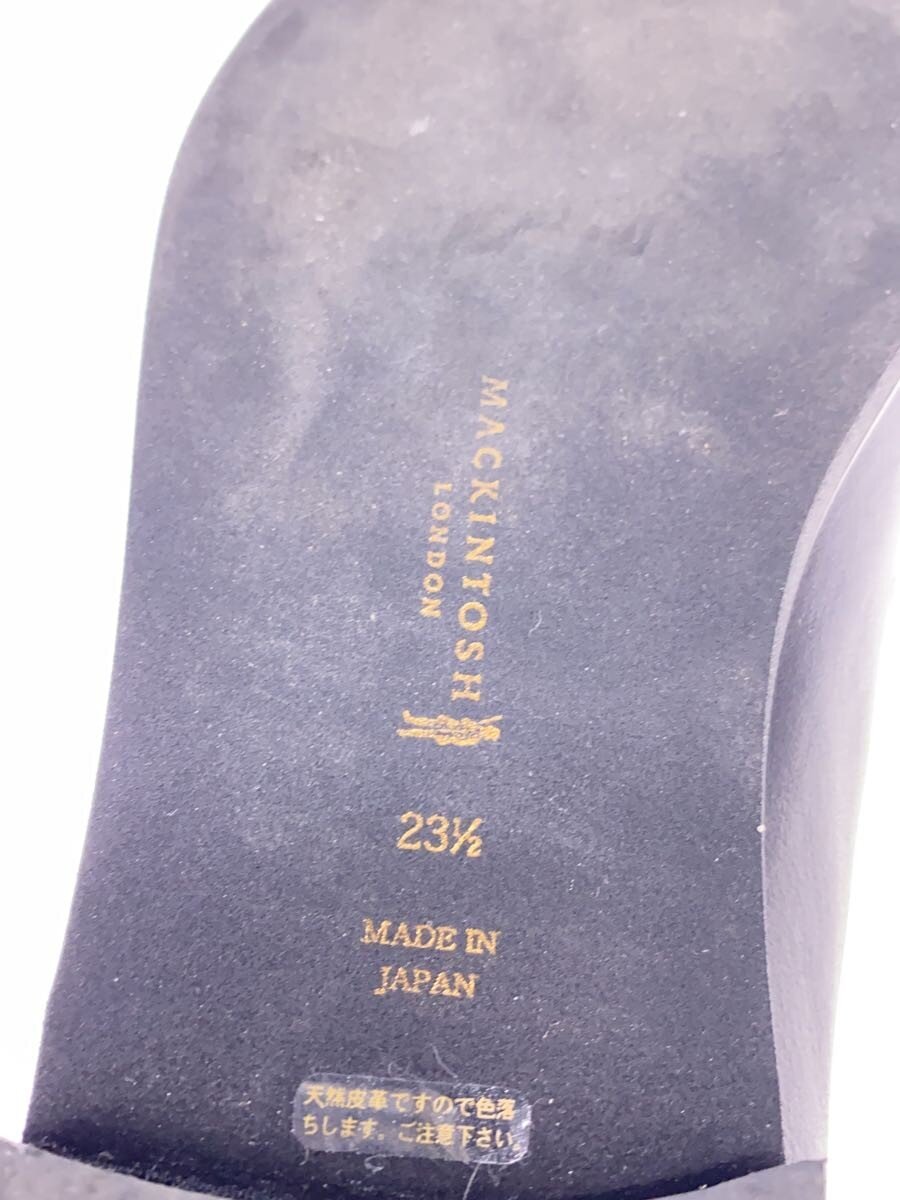 MACKINTOSH
LONDON
23½
MADE IN
JAPAN
天然皮革ですので色落
ちします。ご注意下さい。